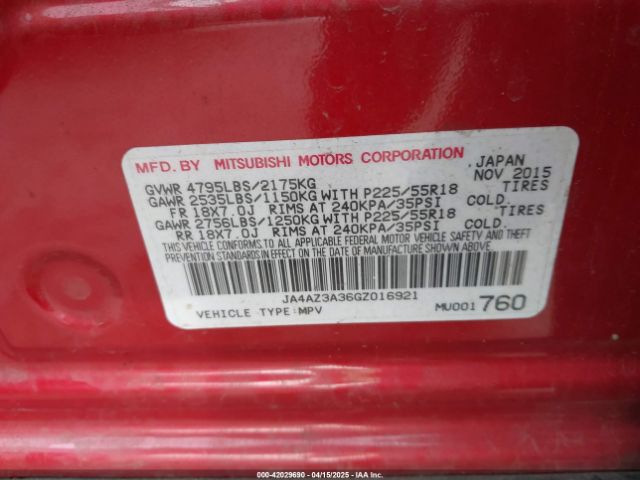 MFD. BY MITSUBISHI MOTORS CORPORATION JAPAN
GVWR 4795LBS/2175KG NOV 2015
GAWR 2535LBS/1150KG WITH P225/55R18 TIRES
FR 18X7.0J RIMS AT 240KPA/35PSI COLD.
GAWR 2756LBS/1250KG WITH P225/55R18 TIRES
RR 18X7.0J RIMS AT 240KPA/35PSI COLD.
THIS VEHICLE CONFORMS TO ALL APPLICABLE FEDERAL MOTOR VEHICLE SAFETY AND THEFT
PREVENTION STANDARDS IN EFFECT ON THE DATE OF MANUFACTURE SHOWN ABOVE.
JA4AZ3A36GZ016921
VEHICLE TYPE:MPV MU001760
000-42029690 - 04/15/2025 - IAA Inc.